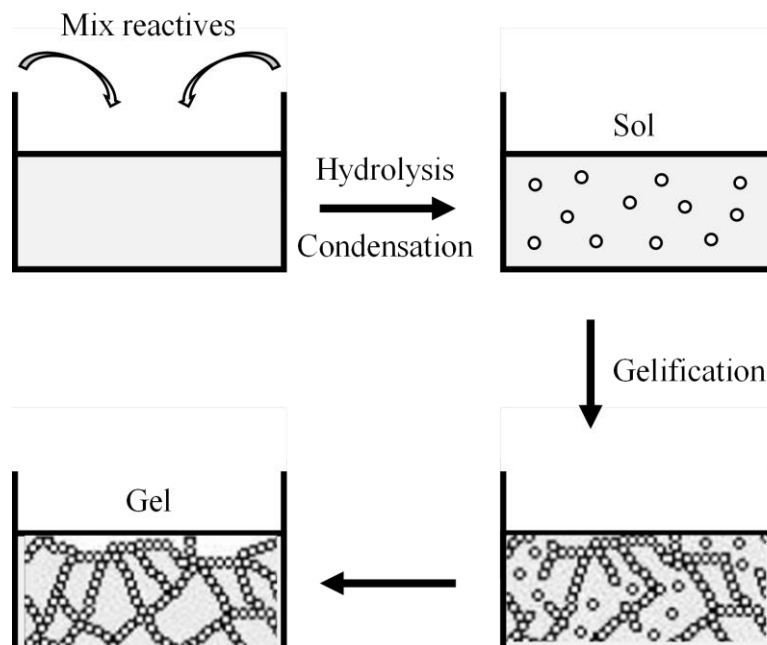 Mix reactives
Sol
Hydrolysis
Condensation
Gelification
Gel